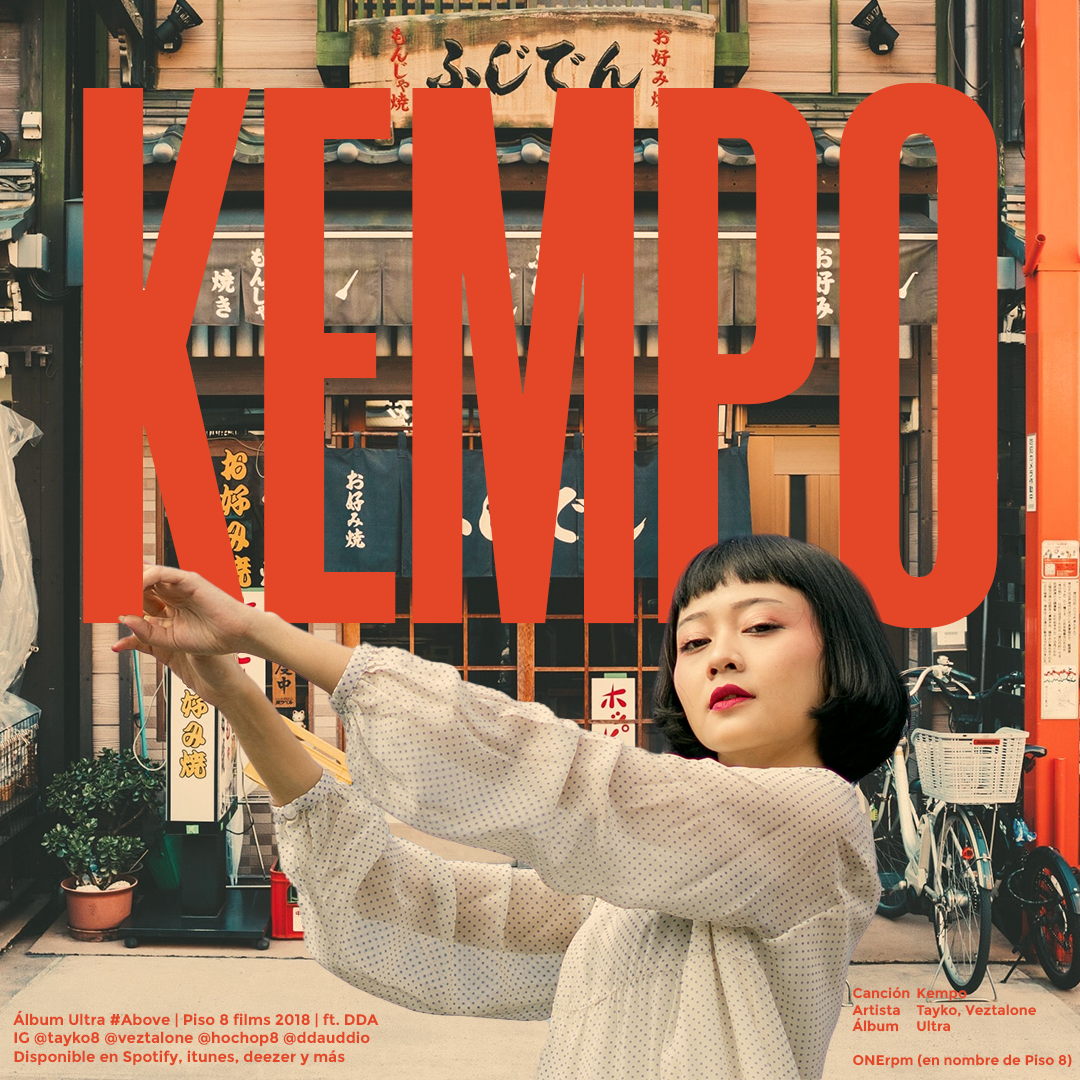 もんじゃ焼
ふじでん
お好み焼
KEMPO
焼き
もんじゃ
お好み
お好み焼
お好み焼
好み焼
ホッピ
Álbum Ultra #Above | Piso 8 films 2018 | ft. DDA
IG @tayko8 @veztalone @hochop8 @ddauddio
Disponible en Spotify, itunes, deezer y más
Canción Kempo
Artista Tayko, Veztalone
Álbum Ultra
ONErpm (en nombre de Piso 8)